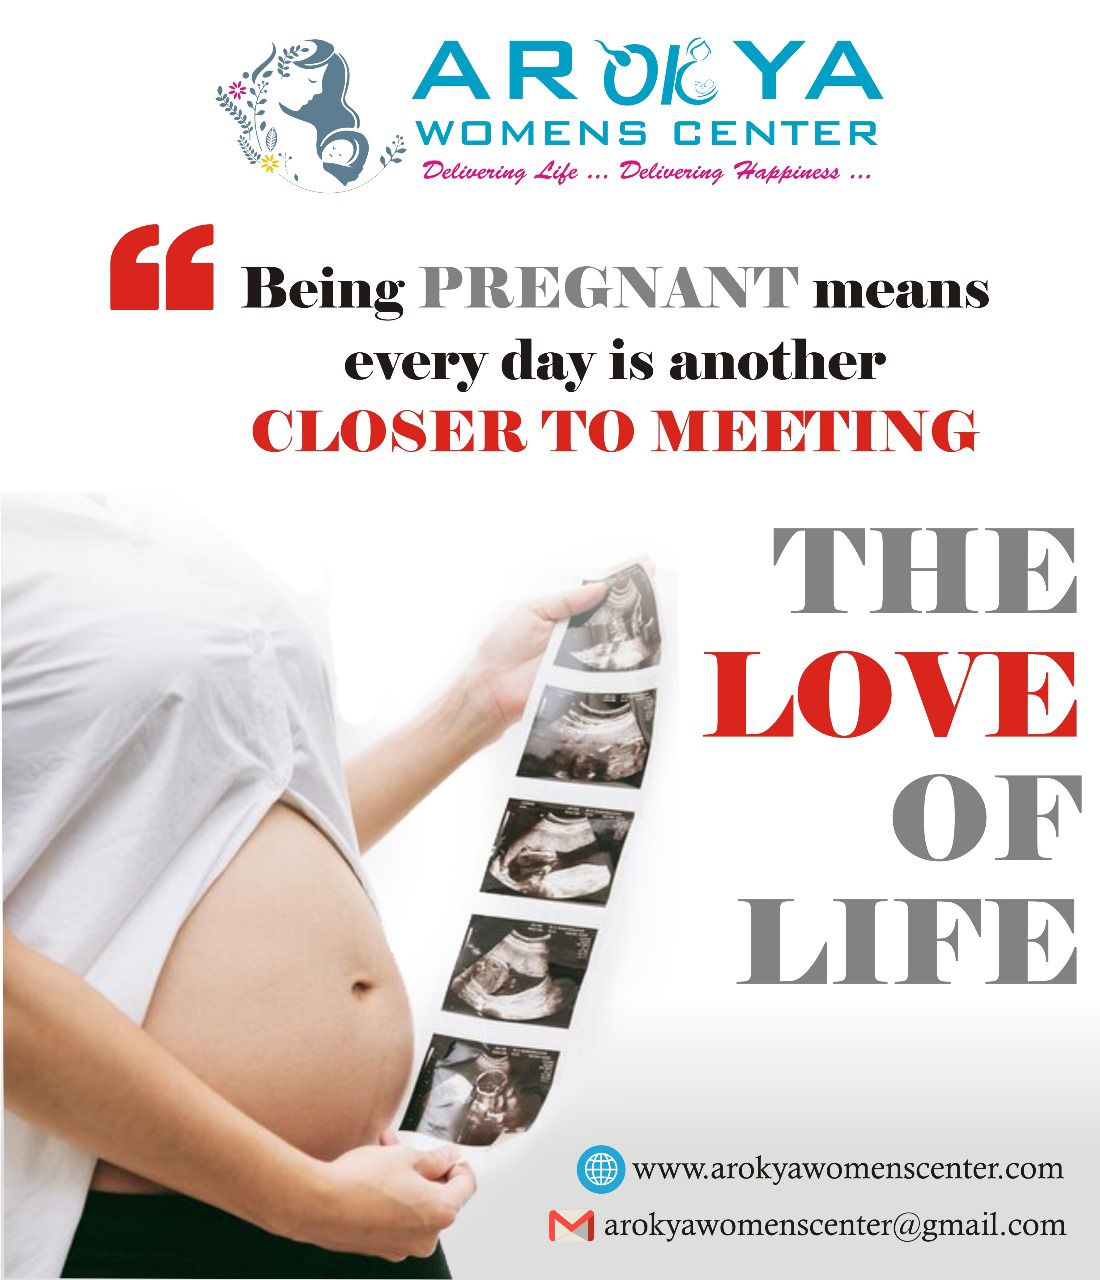 AROKYA
WOMENS CENTER
Delivering Life ... Delivering Happiness ...
“Being PREGNANT means
every day is another
CLOSER TO MEETING
THE
LOVE
OF
LIFE
www.arokyawomenscenter.com
arokyawomenscenter@gmail.com